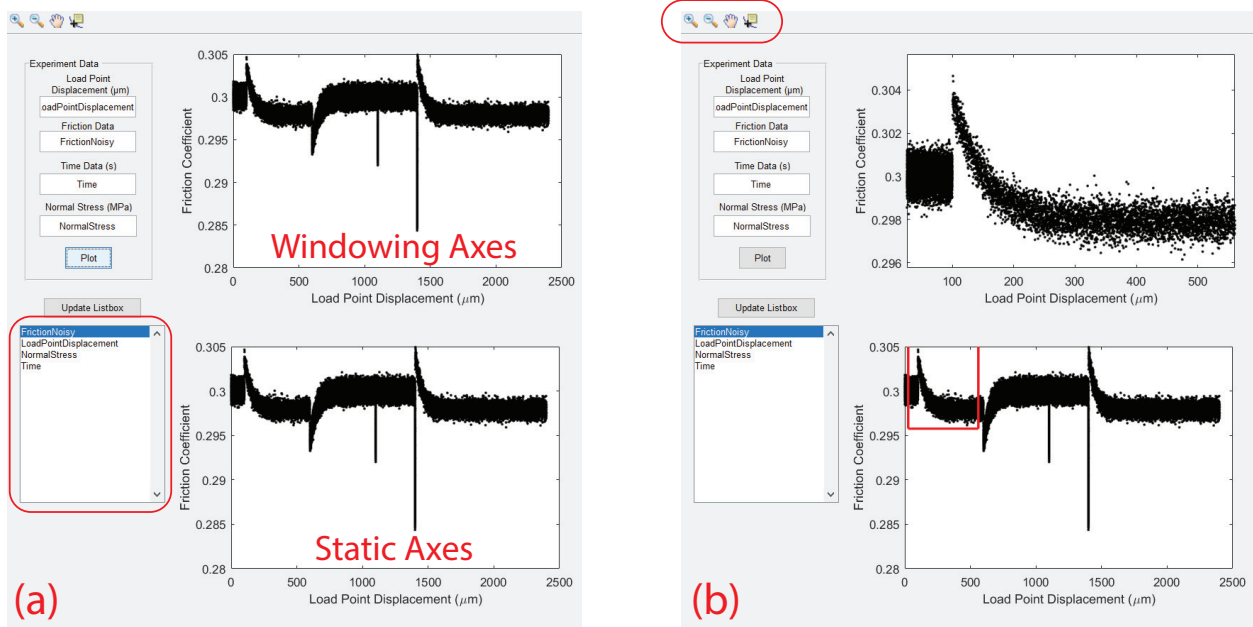 Experiment Data
Load Point
Displacement (µm)
oadPointDisplacement
Friction Data
FrictionNoisy
Time Data (s)
Time
Normal Stress (MPa)
NormalStress
Plot
Update Listbox
FrictionNoisy
LoadPointDisplacement
NormalStress
Time
(a)
0.305
0.3
0.295
0.29
0.285
0.28
Friction Coefficient
Windowing Axes
0 500 1000 1500 2000 2500
Load Point Displacement (µm)
0.305
0.3
0.295
0.29
0.285
0.28
Friction Coefficient
Static Axes
0 500 1000 1500 2000 2500
Load Point Displacement (µm)
Experiment Data
Load Point
Displacement (µm)
oadPointDisplacement
Friction Data
FrictionNoisy
Time Data (s)
Time
Normal Stress (MPa)
NormalStress
Plot
Update Listbox
FrictionNoisy
LoadPointDisplacement
NormalStress
Time
(b)
0.304
0.302
0.3
0.298
0.296
Friction Coefficient
100 200 300 400 500
Load Point Displacement (µm)
0.305
0.3
0.295
0.29
0.285
0.28
Friction Coefficient
0 500 1000 1500 2000 2500
Load Point Displacement (µm)